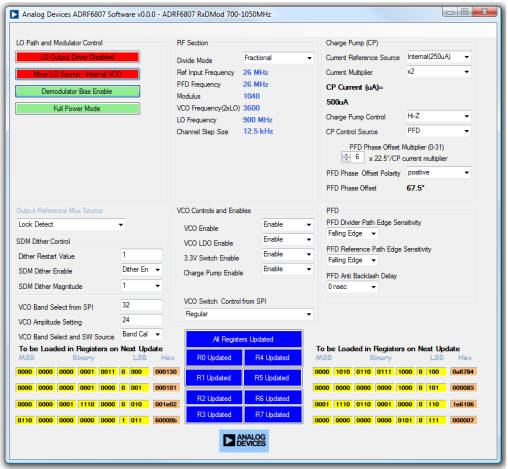 Analog Devices ADRF6807 Software v0.0.0 - ADRF6807 RxDMod 700-1050MHz
LO Path and Modulator Control
LO Output Driver Disabled
Mixer LO Source - Internal VCO
Demodulator Bias Enable
Full Power Mode
RF Section
Divide Mode Fractional
Ref Input Frequency 26 MHz
PFD Frequency 26 MHz
Modulus 1040
VCO Frequency(2xLO) 3600
LO Frequency 900 MHz
Channel Step Size 12.5 kHz
Charge Pump (CP)
Current Reference Source Internal(250uA)
Current Multiplier x2
CP Current (uA)=
500uA
Charge Pump Control Hi-Z
CP Control Source PFD
PFD Phase Offset Multiplier (0-31)
6 x 22.5°/CP current multiplier
PFD Phase Offset Polarity positive
PFD Phase Offset 67.5°
Output Reference Mux Source
Lock Detect
SDM Dither Control
Dither Restart Value 1
SDM Dither Enable Dither En
SDM Dither Magnitude 1
VCO Band Select from SPI 32
VCO Amplitude Setting 24
VCO Band Select and SW Source Band Cal
VCO Controls and Enables
VCO Enable Enable
VCO LDO Enable Enable
3.3V Switch Enable Enable
Charge Pump Enable Enable
VCO Switch Control from SPI
Regular
PFD
PFD Divider Path Edge Sensitivity
Falling Edge
PFD Reference Path Edge Sensitivity
Falling Edge
PFD Anti Backlash Delay
0 nsec
To be Loaded in Registers on Next Update
MSB Binary LSB Hex
0000 0000 0000 0001 0011 0 000 000130
0000 0000 0000 0000 0000 0 001 000101
0000 0000 0001 1110 0000 0 010 001e02
0110 0000 0000 0000 0000 1 011 60000b
All Registers Updated
R0 Updated R4 Updated
R1 Updated R5 Updated
R2 Updated R6 Updated
R3 Updated R7 Updated
ANALOG
DEVICES
To be Loaded in Registers on Next Update
MSB Binary LSB Hex
0000 1010 0110 0111 1000 0 100 0a6784
0000 0000 0000 0000 1000 0 101 000085
0001 1110 0110 0001 0000 0 110 1e6106
0000 0000 0000 0000 0101 0 111 000007